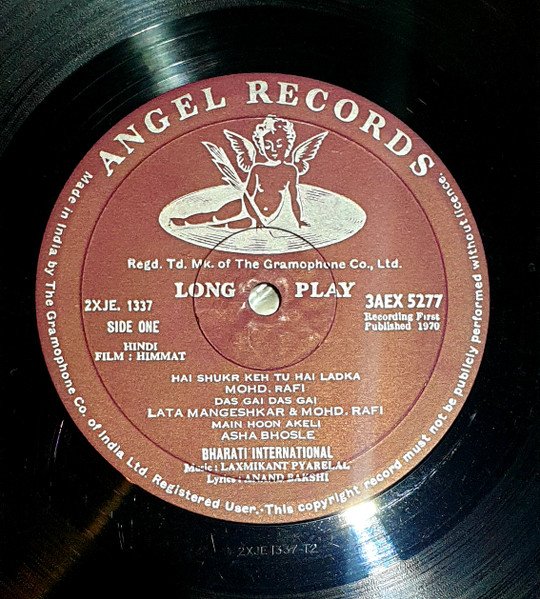 ANGEL RECORDS
Regd. Td. Mk. of The Gramophone Co., Ltd.
LONG PLAY
2XJE. 1337
SIDE ONE
3AEX 5277
Recording First
Published 1970
HINDI
FILM : HIMMAT
HAI SHUKR KEH TU HAI LADKA
MOHD. RAFI
DAS GAI DAS GAI
LATA MANGESHKAR & MOHD. RAFI
MAIN HOON AKELI
ASHA BHOSLE
BHARATI INTERNATIONAL
Music : LAXMIKANT PYARELAL
Lyrics : ANAND BAKSHI
Made in India by The Gramophone Co. of India Ltd. Registered User.·This copyright record must not be publicly performed without licence.
2XJE 1337-T2